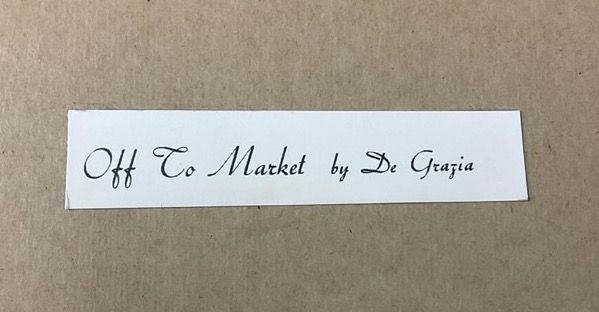 Off To Market by De Grazia